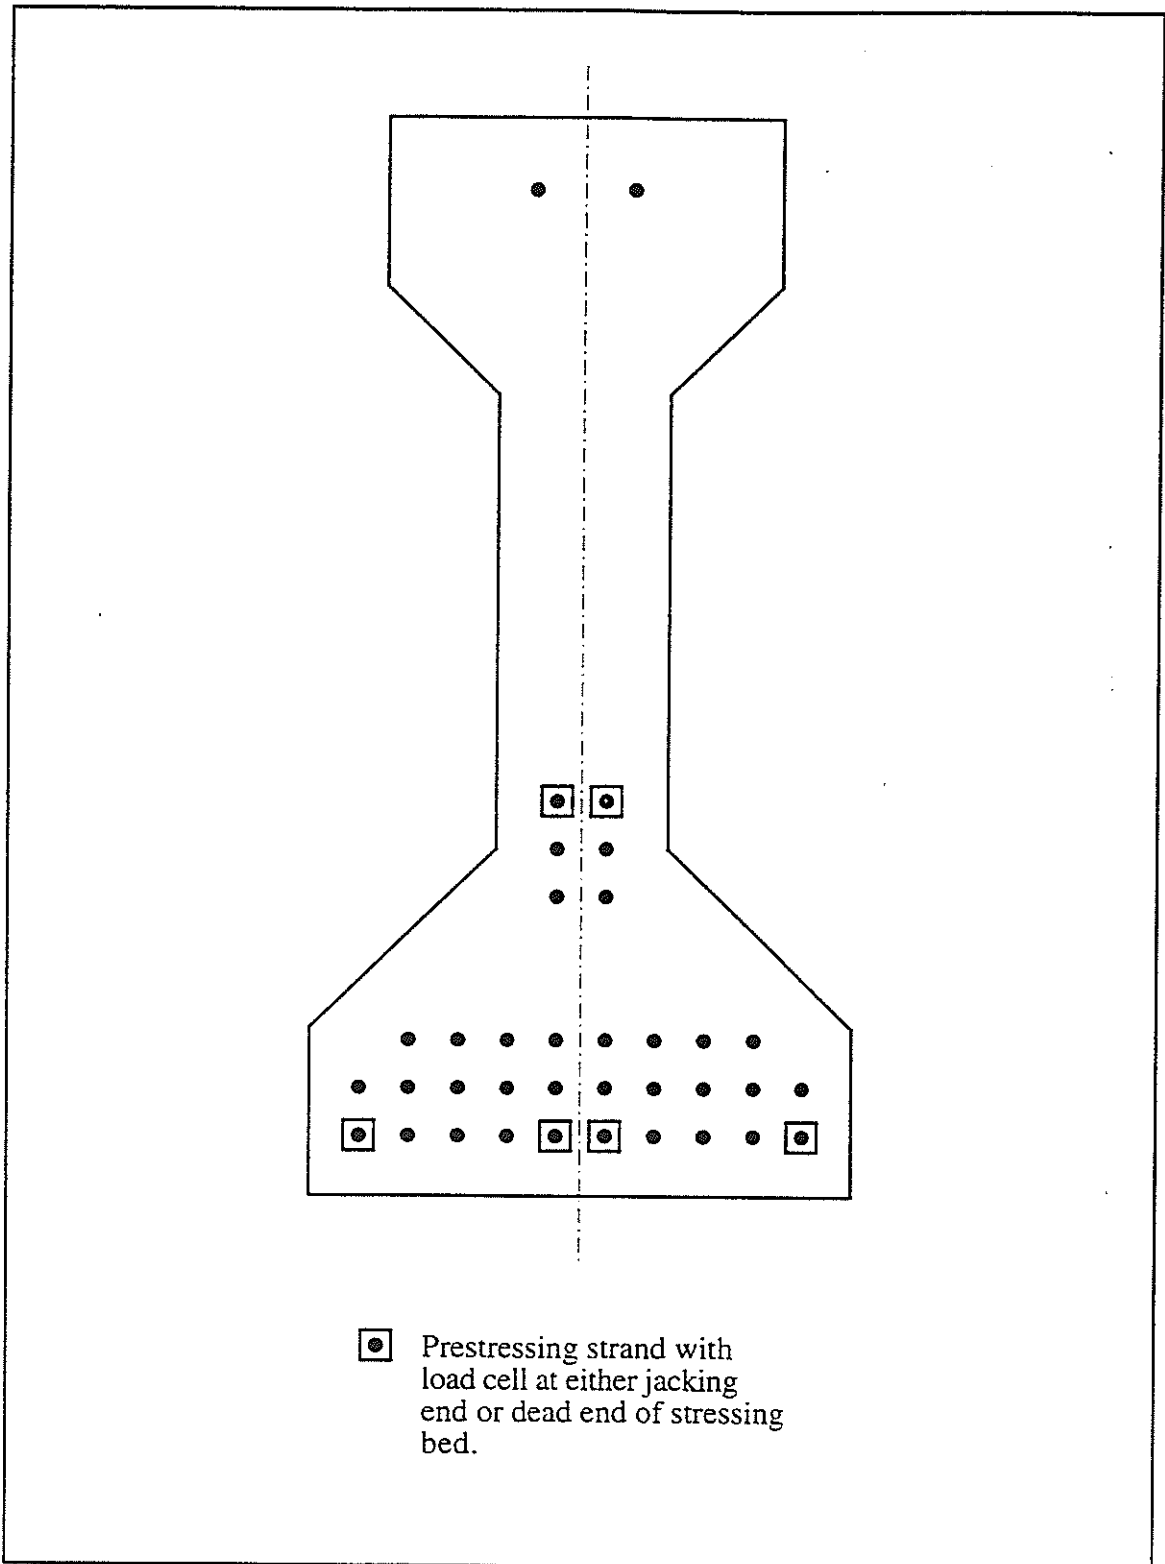 Prestressing strand with
load cell at either jacking
end or dead end of stressing
bed.